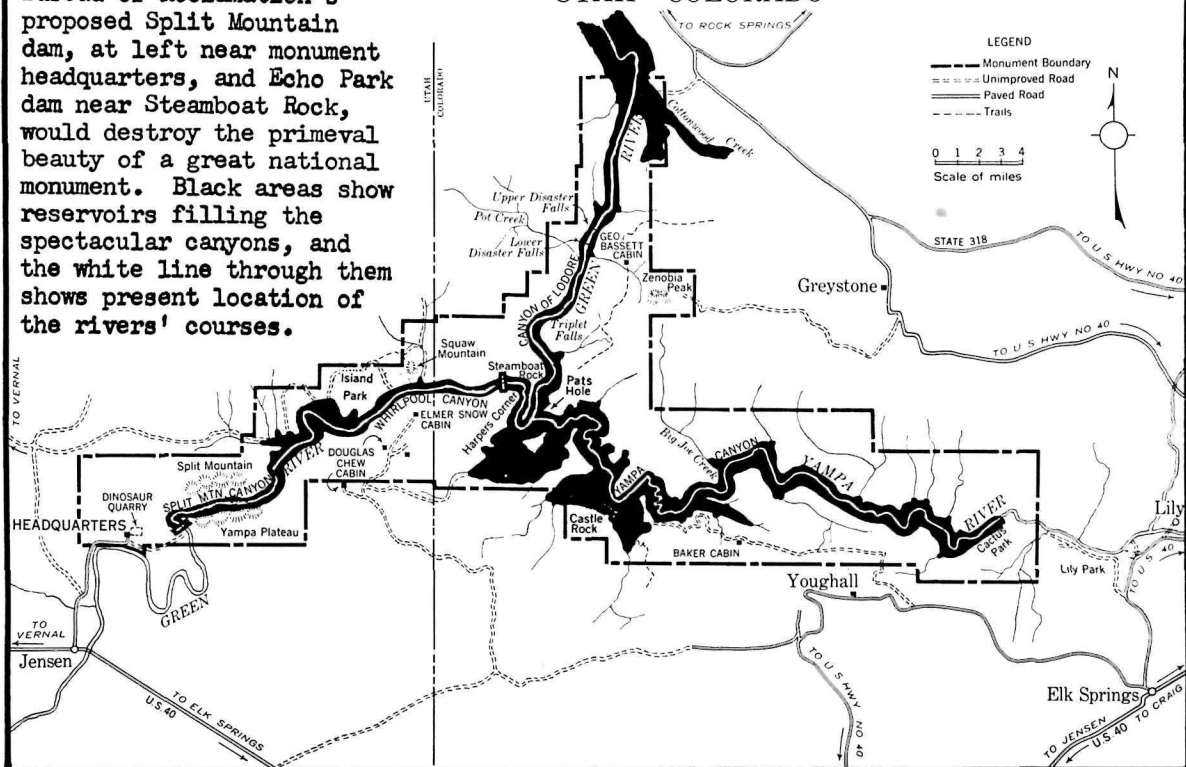 proposed Split Mountain
dam, at left near monument
headquarters, and Echo Park
dam near Steamboat Rock,
would destroy the primeval
beauty of a great national
monument. Black areas show
reservoirs filling the
spectacular canyons, and
the white line through them
shows present location of
the rivers' courses.
TO ROCK SPRINGS
LEGEND
Monument Boundary
Unimproved Road
Paved Road
Trails
N
0 1 2 3 4
Scale of miles
UTAH
COLORADO
Cottonwood Creek
RIVER
Upper Disaster
Falls
Pot Creek
Lower
Disaster Falls
GEO.
BASSETT
CABIN
CANYON OF LODORE
GREEN
Zenobia
Peak
Triplet
Falls
STATE 318
TO U S HWY NO 40
Greystone
TO U S HWY NO 40
TO VERNAL
Squaw
Mountain
Steamboat
Rock
Island
Park
Pats
Hole
WHIRLPOOL CANYON
ELMER SNOW
CABIN
Harpers Corner
DOUGLAS
CHEW
CABIN
Split Mountain
RIVER
SPLIT MTN CANYON
DINOSAUR
QUARRY
HEADQUARTERS
Yampa Plateau
GREEN
YAMPA
Big Joe Creek
CANYON
YAMPA
RIVER
Cactus
Park
Castle
Rock
BAKER CABIN
Lily
Lily Park
TO U S
40
Youghall
TO VERNAL
Jensen
TO ELK SPRINGS
U.S. 40
TO U S HWY NO 40
Elk Springs
TO JENSEN
U.S. 40 TO CRAIG